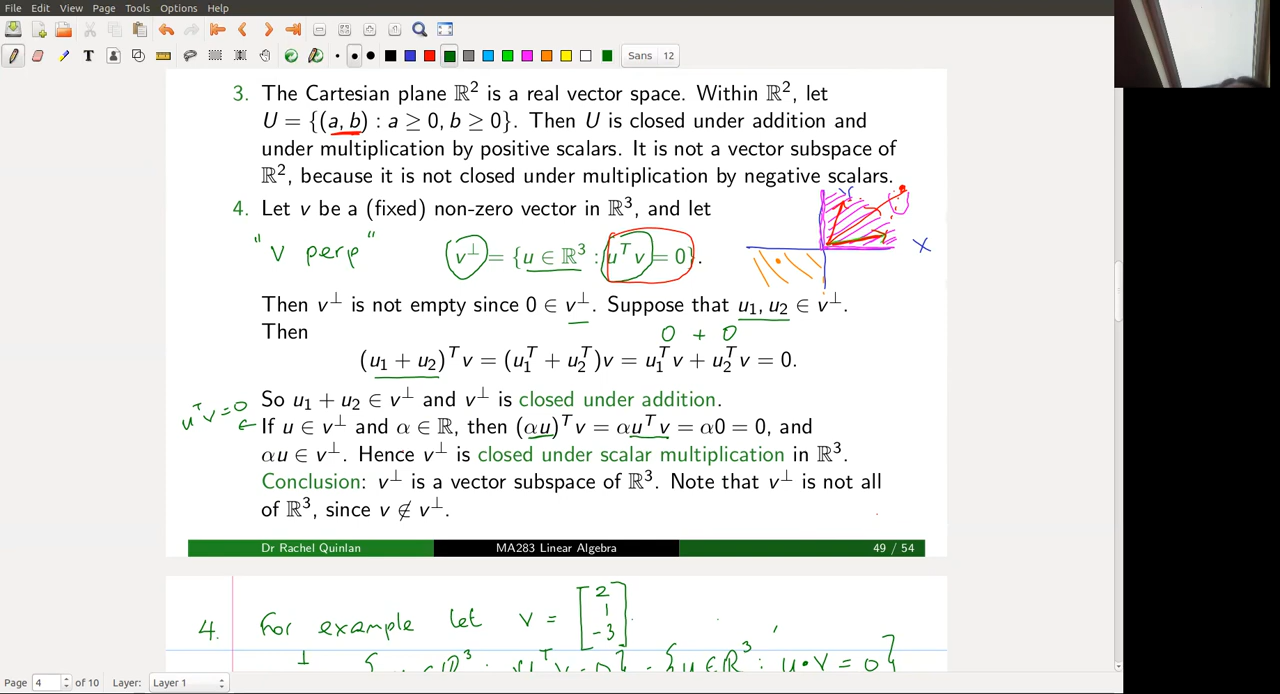 File Edit View Page Tools Options Help
Sans 12
3. The Cartesian plane ℝ² is a real vector space. Within ℝ², let
U = {(a, b) : a ≥ 0, b ≥ 0}. Then U is closed under addition and
under multiplication by positive scalars. It is not a vector subspace of
ℝ², because it is not closed under multiplication by negative scalars.
4. Let v be a (fixed) non-zero vector in ℝ³, and let
"v perp"
v⊥ = {u ∈ ℝ³ : uᵀv = 0}.
X
Then v⊥ is not empty since 0 ∈ v⊥. Suppose that u₁, u₂ ∈ v⊥.
Then
0 + 0
(u₁ + u₂)ᵀv = (u₁ᵀ + u₂ᵀ)v = u₁ᵀv + u₂ᵀv = 0.
So u₁ + u₂ ∈ v⊥ and v⊥ is closed under addition.
uᵀv=0
← If u ∈ v⊥ and α ∈ ℝ, then (αu)ᵀv = αuᵀv = α0 = 0, and
αu ∈ v⊥. Hence v⊥ is closed under scalar multiplication in ℝ³.
Conclusion: v⊥ is a vector subspace of ℝ³. Note that v⊥ is not all
of ℝ³, since v ∉ v⊥.
Dr Rachel Quinlan MA283 Linear Algebra 49 / 54
4. For example let v = [2 1 -3]
⊥ {u ∈ ℝ³ : uᵀv = 0} = {u ∈ ℝ³ : u•v = 0}
Page 4 of 10 Layer: Layer 1